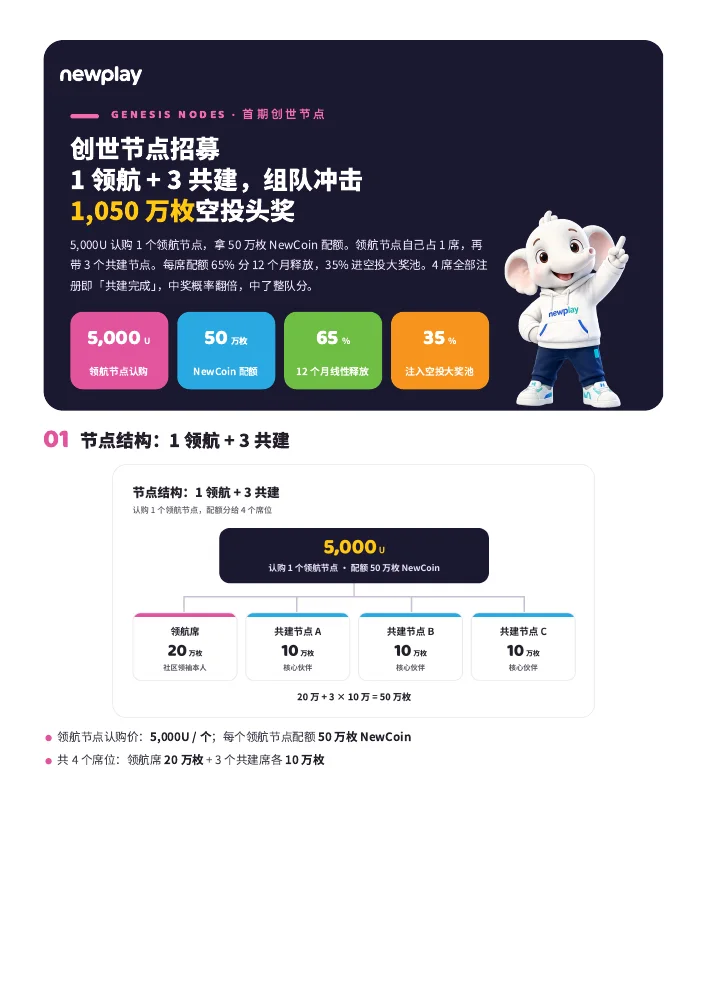 newplay
GENESIS NODES · 首期创世节点
创世节点招募
1 领航 + 3 共建，组队冲击
1,050 万枚空投头奖
5,000U 认购 1 个领航节点，拿 50 万枚 NewCoin 配额。领航节点自己占 1 席，再
带 3 个共建节点。每席配额 65% 分 12 个月释放，35% 进空投大奖池。4 席全部注
册即「共建完成」，中奖概率翻倍，中了整队分。
5,000 U
领航节点认购
50 万枚
NewCoin 配额
65 %
12 个月线性释放
35 %
注入空投大奖池
newplay
01 节点结构：1 领航 + 3 共建
节点结构：1 领航 + 3 共建
认购 1 个领航节点，配额分给 4 个席位
5,000 U
认购 1 个领航节点 · 配额 50 万枚 NewCoin
领航席
20 万枚
社区领袖本人
共建节点 A
10 万枚
核心伙伴
共建节点 B
10 万枚
核心伙伴
共建节点 C
10 万枚
核心伙伴
20 万 + 3 × 10 万 = 50 万枚
● 领航节点认购价：5,000U / 个；每个领航节点配额 50 万枚 NewCoin
● 共 4 个席位：领航席 20 万枚 + 3 个共建席各 10 万枚